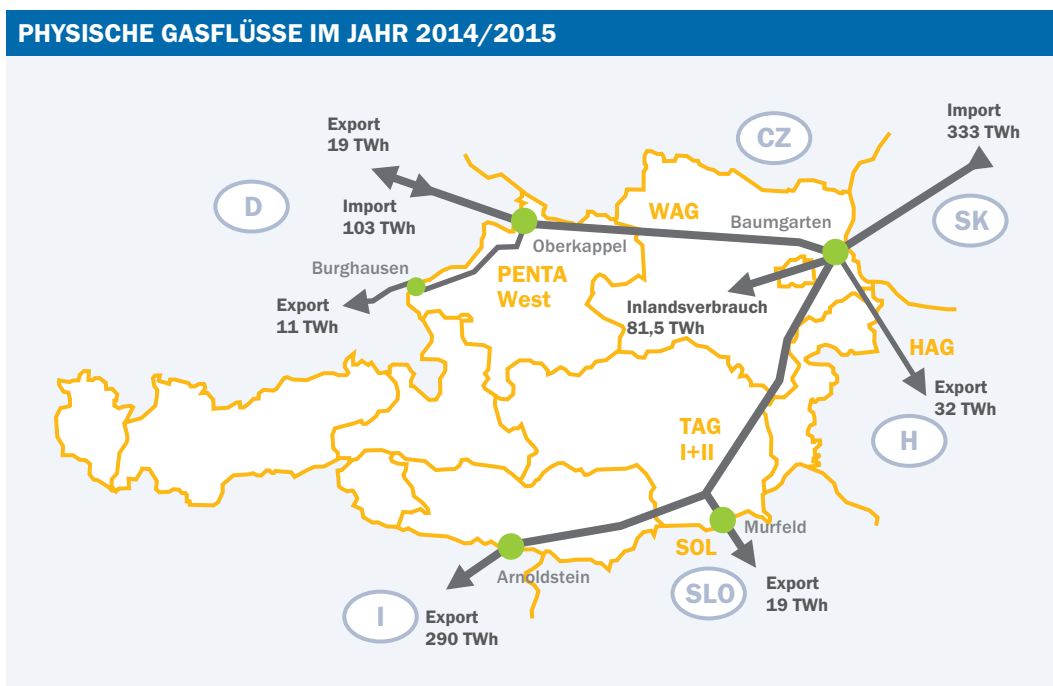 PHYSISCHE GASFLÜSSE IM JAHR 2014/2015
Export
19 TWh
CZ
Import
333 TWh
D
Import
103 TWh
WAG
Baumgarten
SK
Oberkappel
Burghausen
PENTA
West
Export
11 TWh
Inlandsverbrauch
81,5 TWh
HAG
Export
32 TWh
H
TAG
I+II
Murfeld
SOL
Arnoldstein
Export
19 TWh
SLO
I
Export
290 TWh